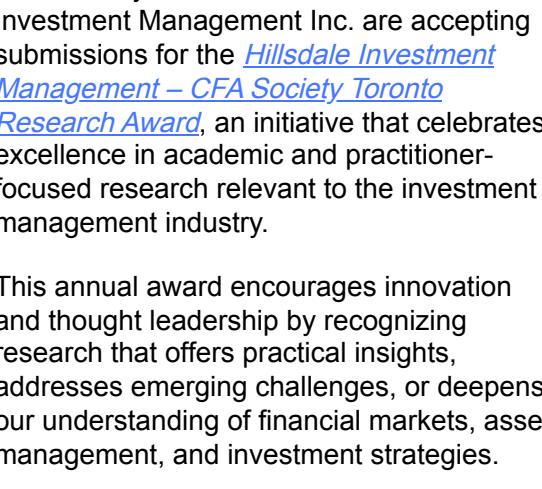 Investment Management Inc. are accepting
submissions for the Hillsdale Investment
Management – CFA Society Toronto
Research Award, an initiative that celebrates
excellence in academic and practitioner-
focused research relevant to the investment
management industry.
This annual award encourages innovation
and thought leadership by recognizing
research that offers practical insights,
addresses emerging challenges, or deepens
our understanding of financial markets, asse
management, and investment strategies.